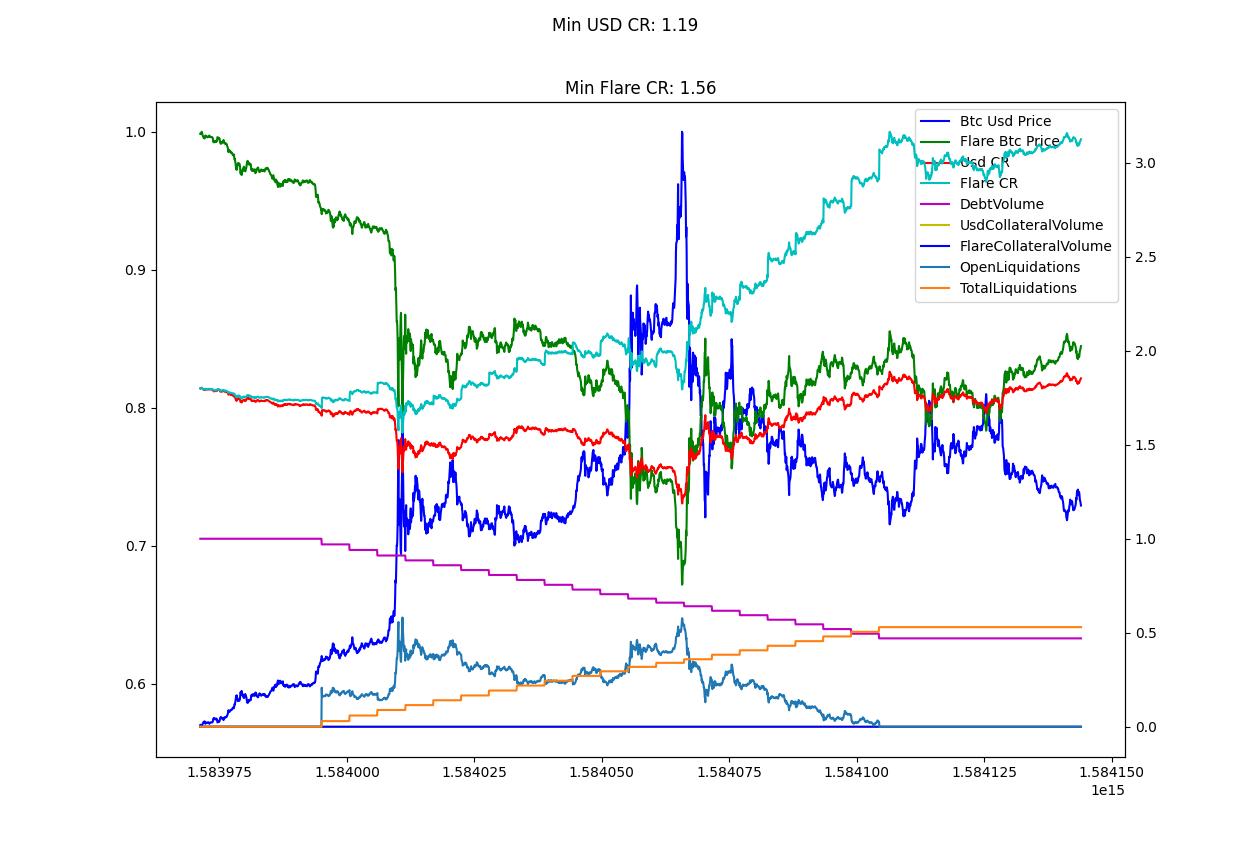 Min USD CR: 1.19
Min Flare CR: 1.56
Btc Usd Price
Flare Btc Price
Usd CR
Flare CR
DebtVolume
UsdCollateralVolume
FlareCollateralVolume
OpenLiquidations
TotalLiquidations
1.0
0.9
0.8
0.7
0.6
3.0
2.5
2.0
1.5
1.0
0.5
0.0
1.583975 1.584000 1.584025 1.584050 1.584075 1.584100 1.584125 1.584150
1e15